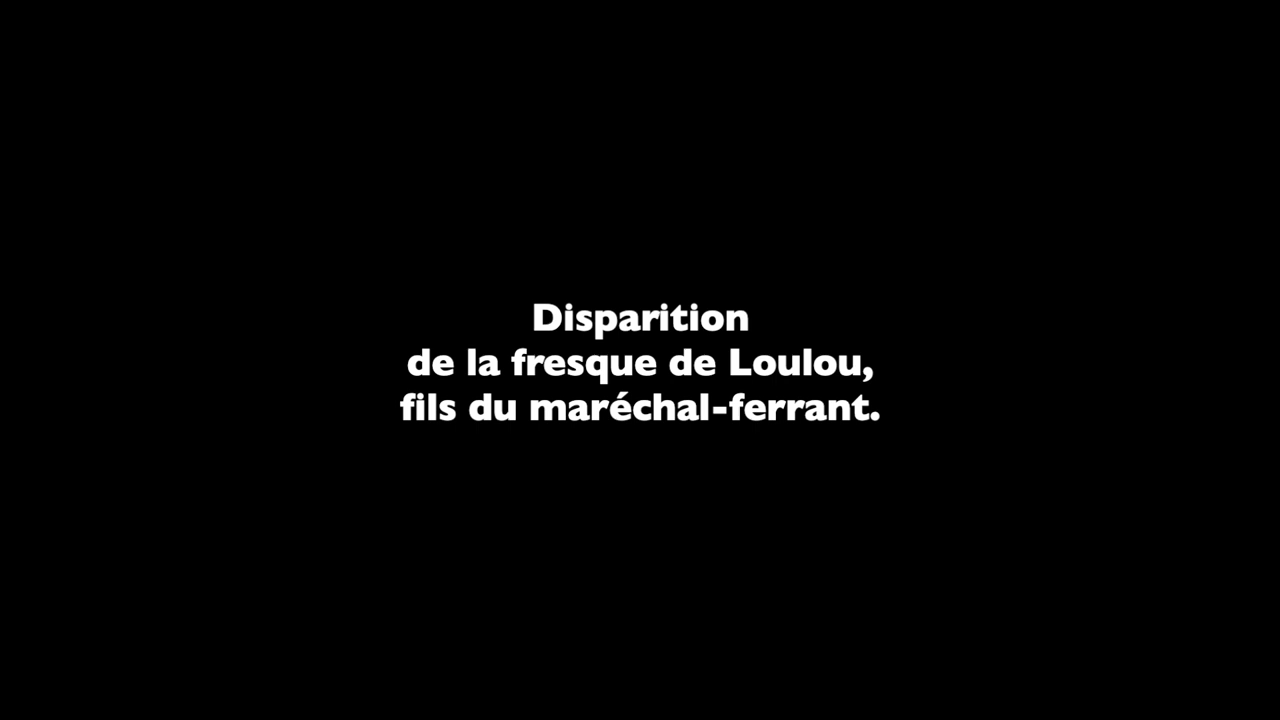 Disparition
de la fresque de Loulou,
fils du maréchal-ferrant.